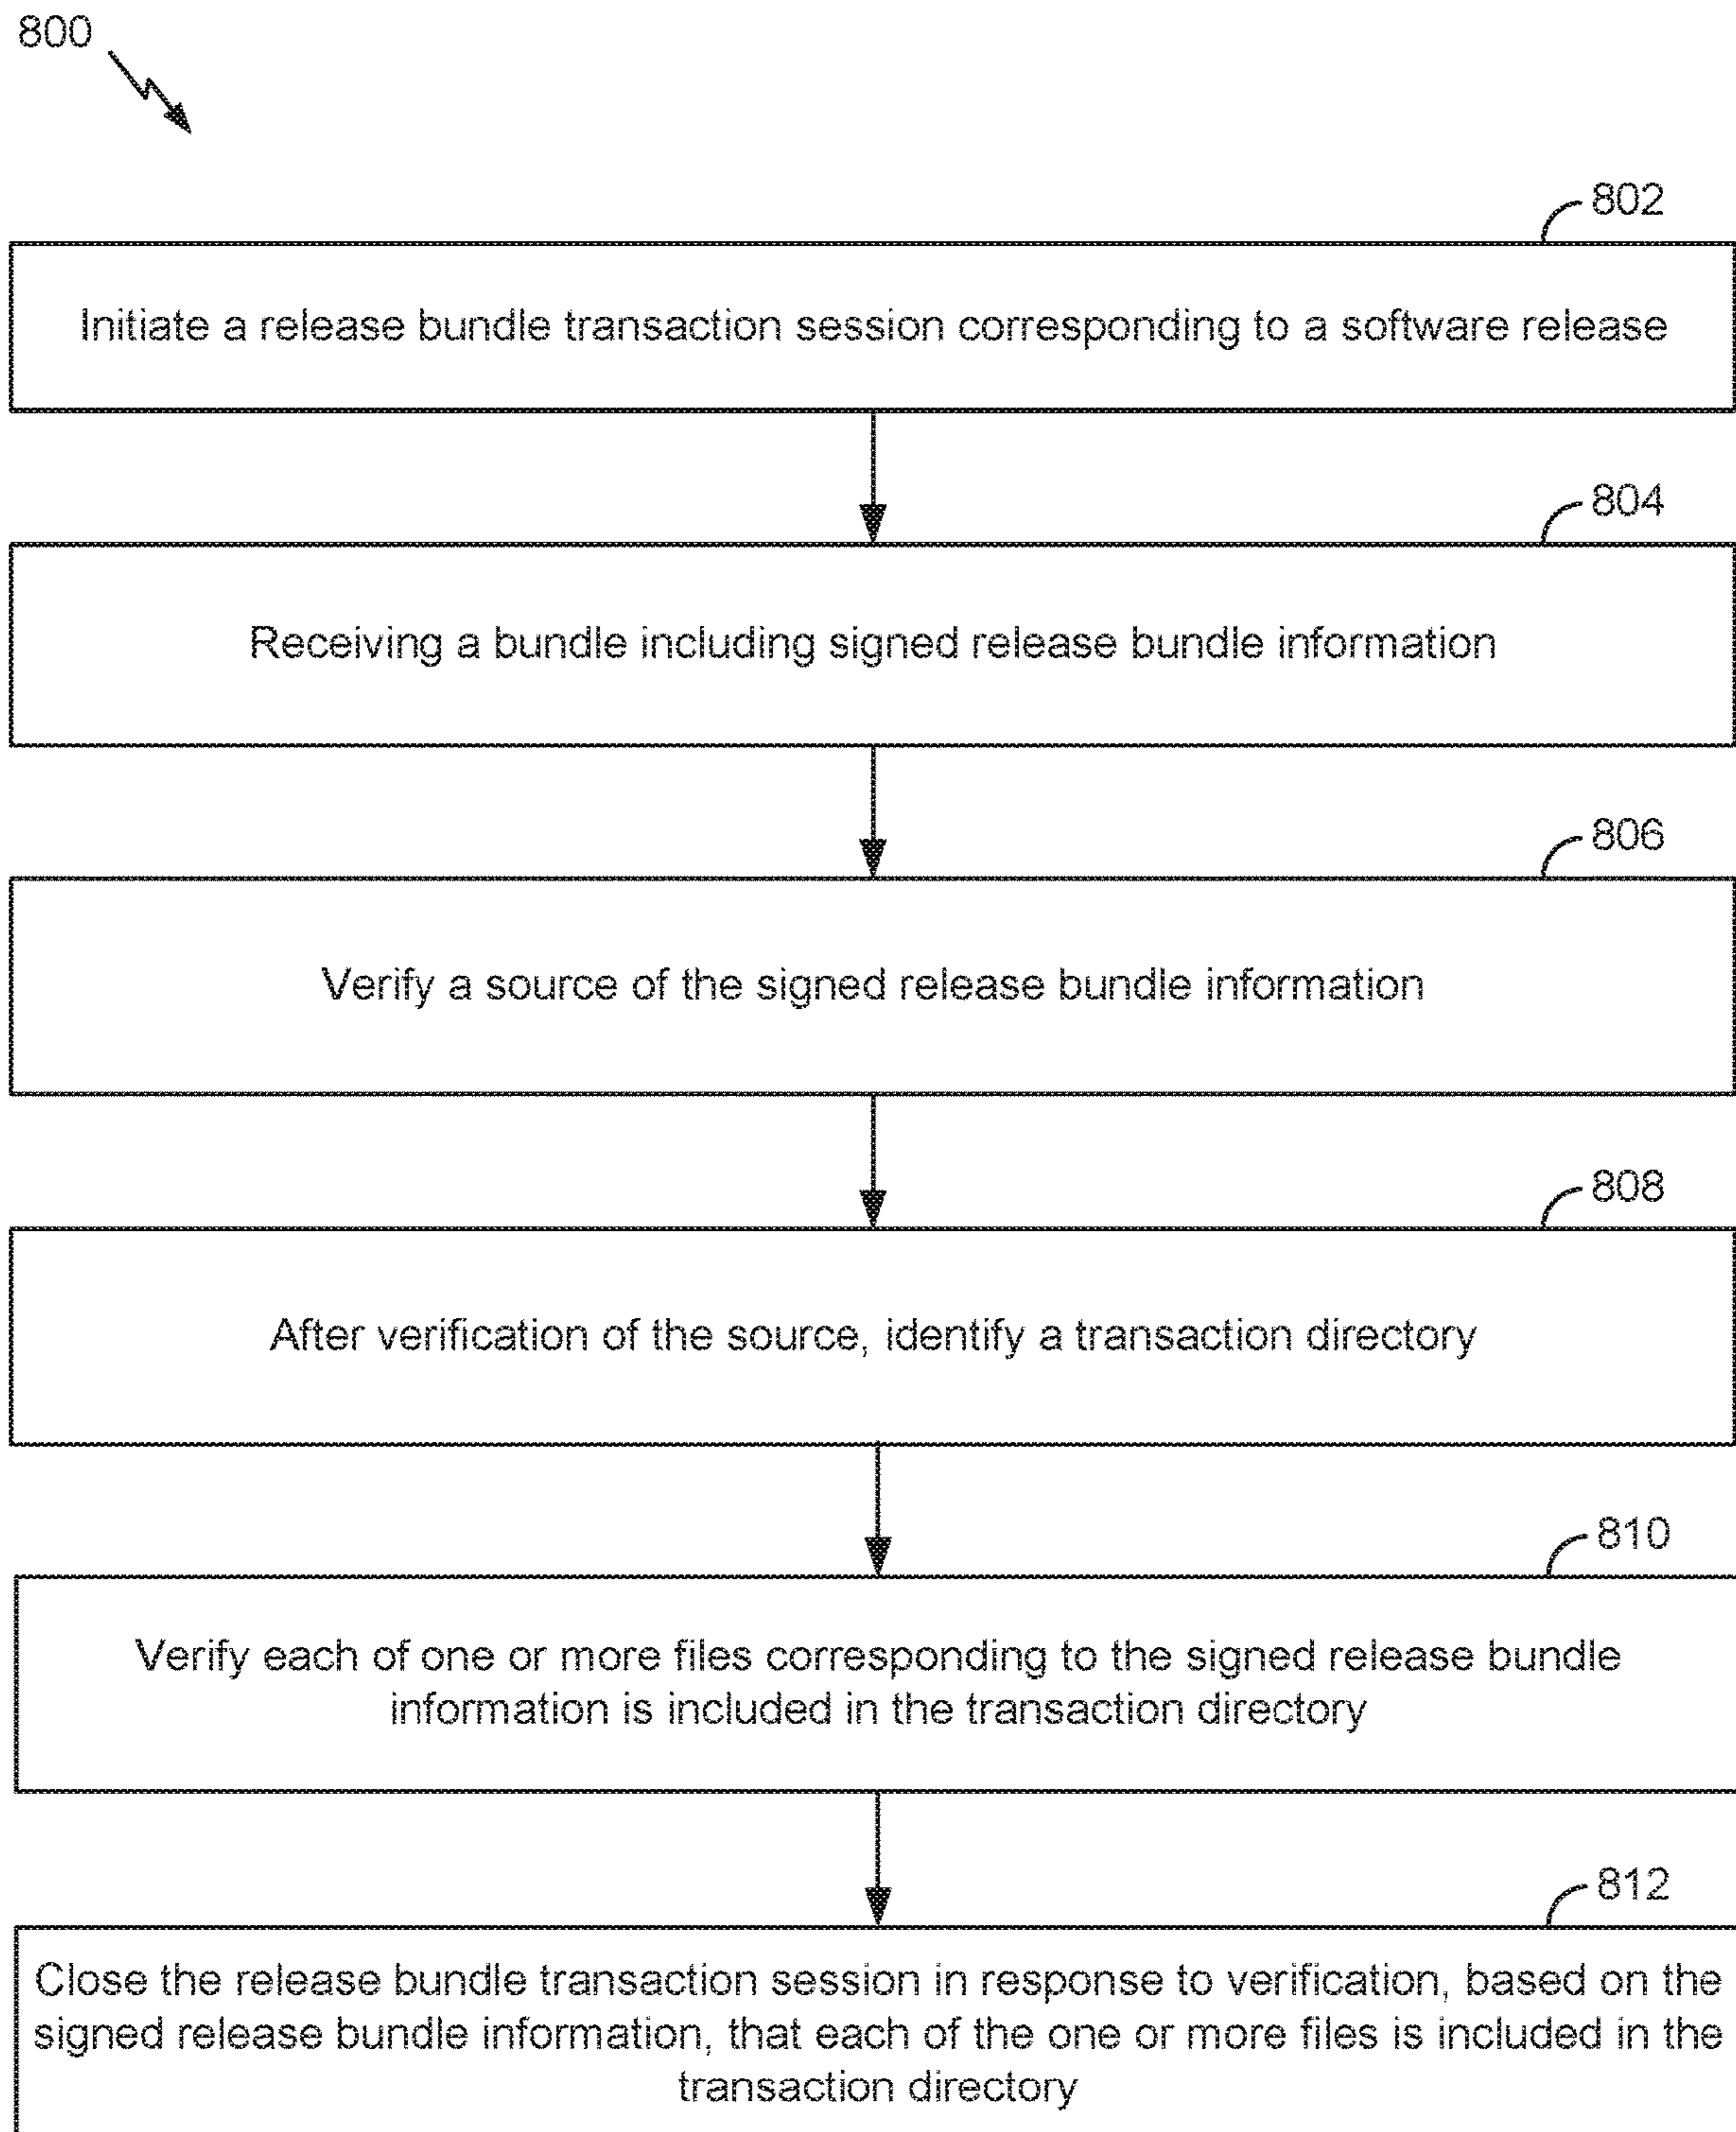 800
802
Initiate a release bundle transaction session corresponding to a software release
804
Receiving a bundle including signed release bundle information
806
Verify a source of the signed release bundle information
808
After verification of the source, identify a transaction directory
810
Verify each of one or more files corresponding to the signed release bundle
information is included in the transaction directory
812
Close the release bundle transaction session in response to verification, based on the
signed release bundle information, that each of the one or more files is included in the
transaction directory